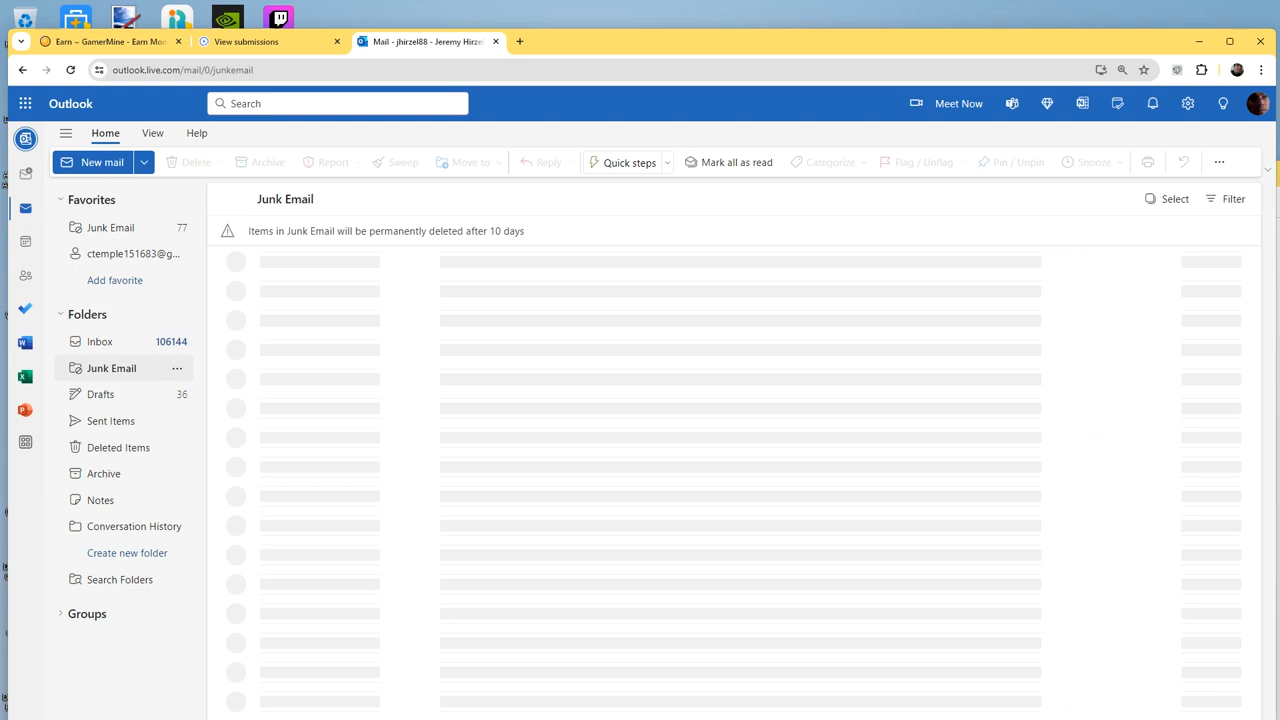 Earn ~ GamerMine - Earn Mon
View submissions
Mail - jhirzel88 - Jeremy Hirzel
outlook.live.com/mail/0/junkemail
Outlook
Search
Meet Now
Home
View
Help
New mail
Delete
Archive
Report
Sweep
Move to
Reply
Quick steps
Mark all as read
Categorize
Flag / Unflag
Pin / Unpin
Snooze
Favorites
Junk Email 77
ctemple151683@g...
Add favorite
Folders
Inbox 106144
Junk Email
Drafts 36
Sent Items
Deleted Items
Archive
Notes
Conversation History
Create new folder
Search Folders
Groups
Junk Email
Select
Filter
Items in Junk Email will be permanently deleted after 10 days